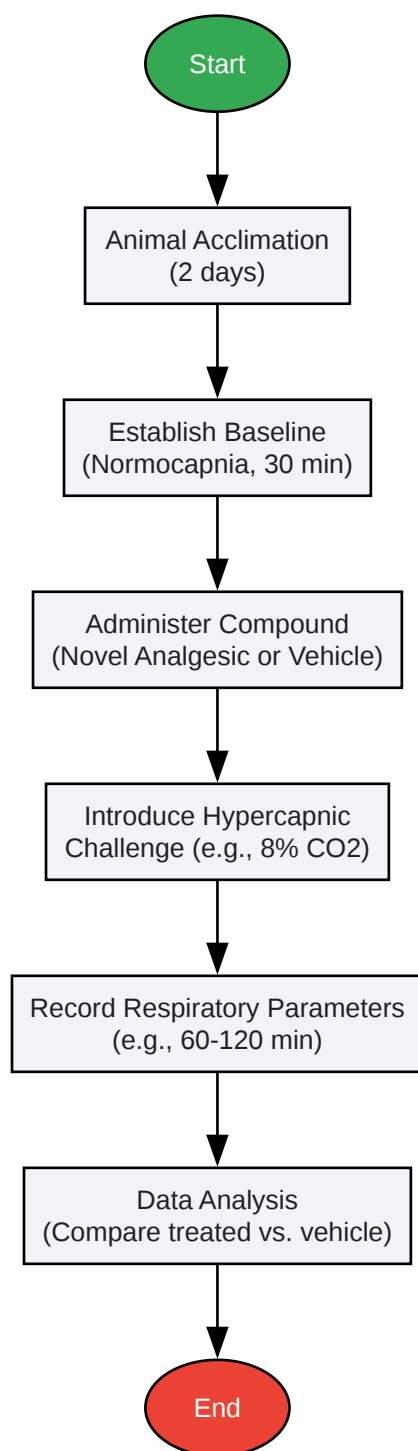 Start
Animal Acclimation
(2 days)
Establish Baseline
(Normocapnia, 30 min)
Administer Compound
(Novel Analgesic or Vehicle)
Introduce Hypercapnic
Challenge (e.g., 8% CO2)
Record Respiratory Parameters
(e.g., 60-120 min)
Data Analysis
(Compare treated vs. vehicle)
End